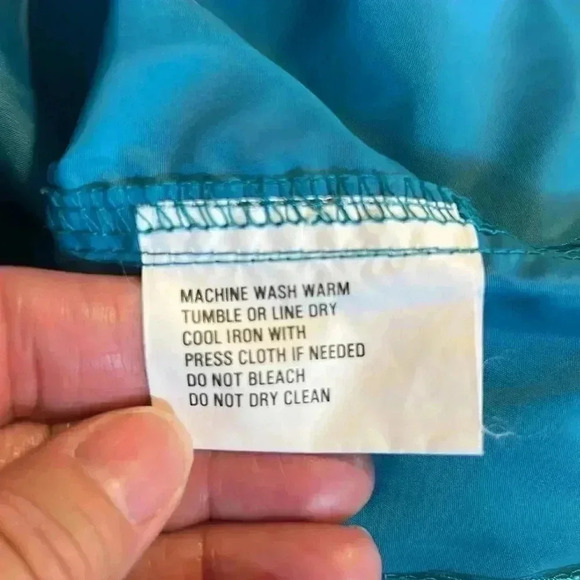 MACHINE WASH WARM
TUMBLE OR LINE DRY
COOL IRON WITH
PRESS CLOTH IF NEEDED
DO NOT BLEACH
DO NOT DRY CLEAN